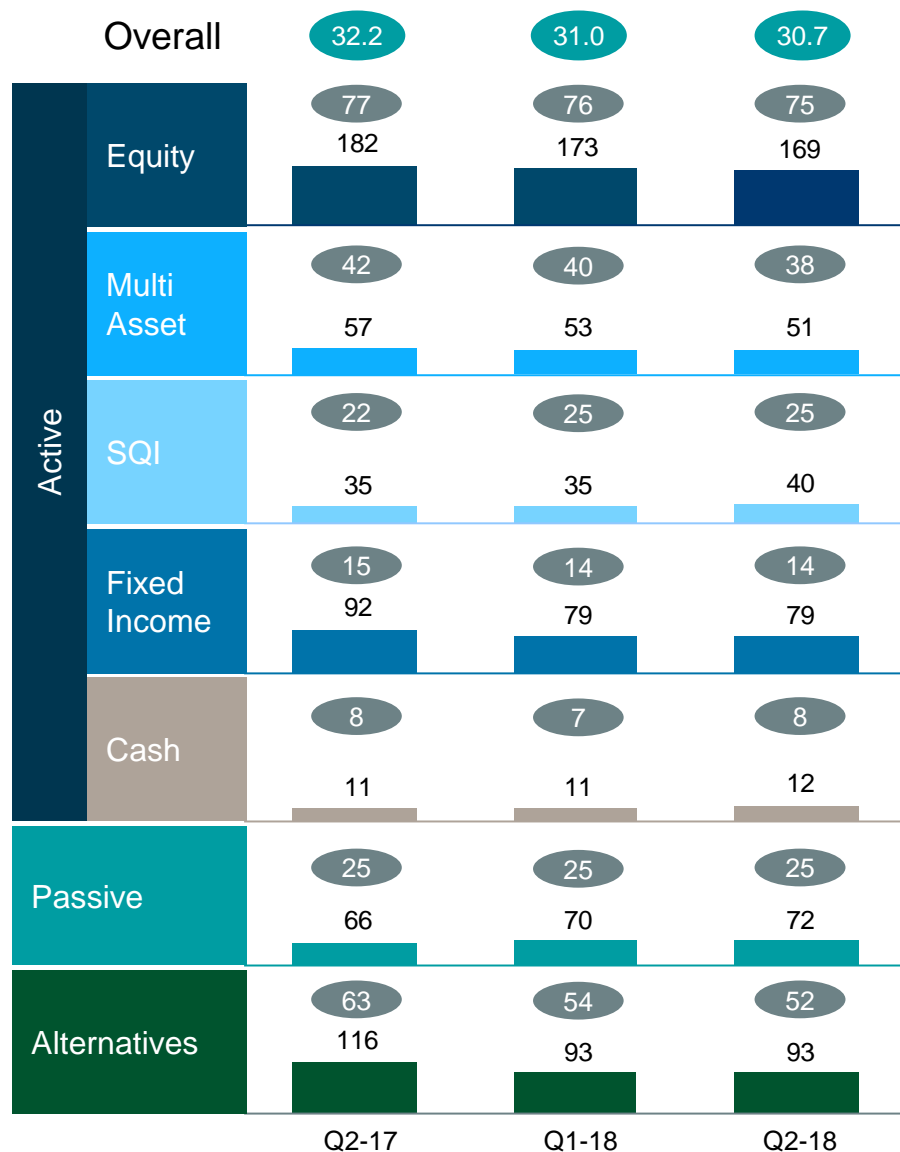 Overall 32.2 31.0 30.7
Active
77 76 75
Equity 182 173 169
42 40 38
Multi
Asset 57 53 51
22 25 25
SQI
35 35 40
15 14 14
Fixed
Income 92 79 79
8 7 8
Cash
11 11 12
25 25 25
Passive 66 70 72
63 54 52
Alternatives 116 93 93
Q2-17 Q1-18 Q2-18